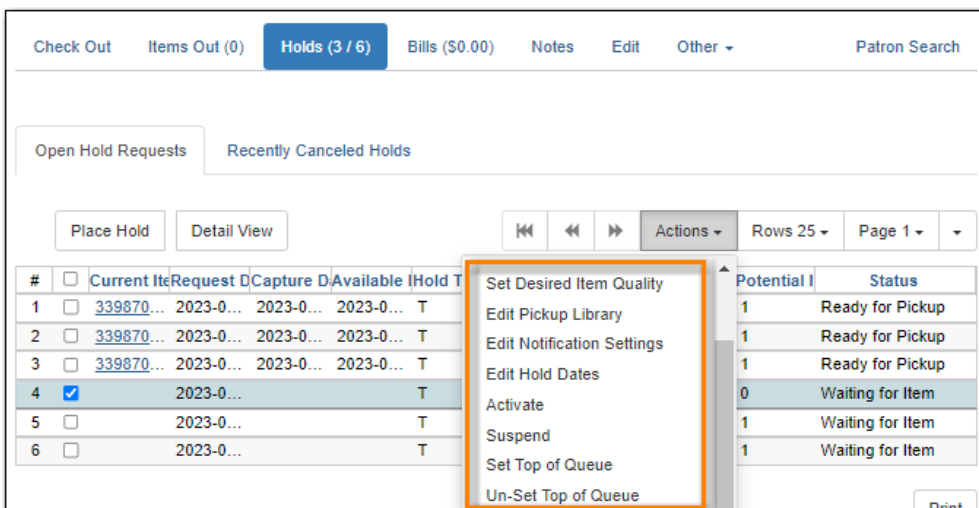 Check Out Items Out (0) Holds (3 / 6) Bills ($0.00) Notes Edit Other Patron Search
Open Hold Requests Recently Canceled Holds
Place Hold Detail View Actions Rows 25 Page 1
# Current Ite Request D Capture D Available I Hold T Potential I Status
1 339870... 2023-0... 2023-0... 2023-0... T 1 Ready for Pickup
2 339870... 2023-0... 2023-0... 2023-0... T 1 Ready for Pickup
3 339870... 2023-0... 2023-0... 2023-0... T 1 Ready for Pickup
4 2023-0... T 0 Waiting for Item
5 2023-0... T 1 Waiting for Item
6 2023-0... T 1 Waiting for Item
Set Desired Item Quality
Edit Pickup Library
Edit Notification Settings
Edit Hold Dates
Activate
Suspend
Set Top of Queue
Un-Set Top of Queue
Print